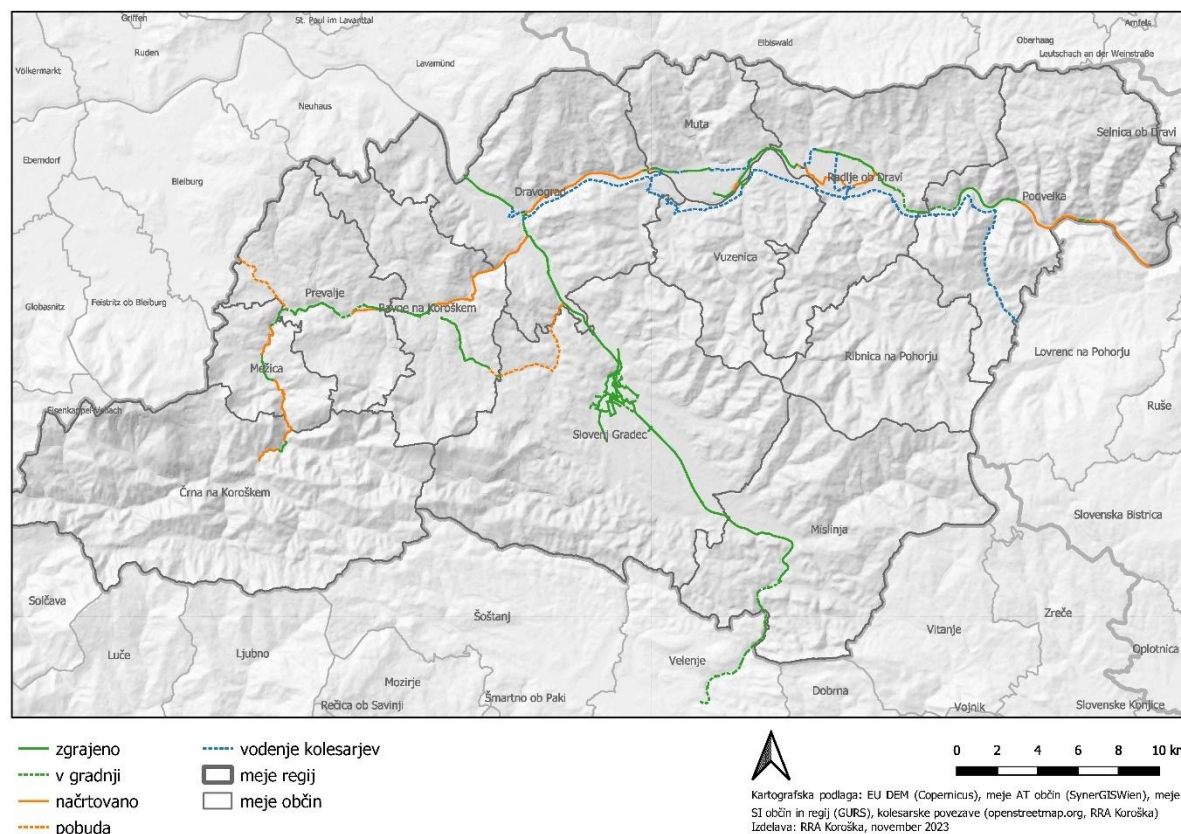 Griffen
St. Paul im Lavanttal
Ruden
Lavamünd
Eibiswald
Oberhaag
Arnfels
Leutschach an der Weinstraße
Völkermarkt
Neuhaus
Muta
Selnica ob Dravi
Eberndorf
Bleiburg
Dravograd
Radlje ob Dravi
Podvelka
Vuzenica
Globasnitz
Feistritz ob Bleiburg
Prevalje
Ravne na Koroškem
Mežica
Ribnica na Pohorju
Lovrenc na Pohorju
Ruše
Eisenkappel-Vellach
Slovenj Gradec
Črna na Koroškem
Mislinja
Slovenska Bistrica
Solčava
Šoštanj
Zreče
Luče
Ljubno
Velenje
Vitanje
Oplotnica
Mozirje
Rečica ob Savinji
Šmartno ob Paki
Dobrna
Vojnik
Slovenske Konjice
zgrajeno
v gradnji
načrtovano
pobuda
vodenje kolesarjev
meje regij
meje občin
0 2 4 6 8 10 km
Kartografska podlaga: EU DEM (Copernicus), meje AT občin (SynerGISWien), meje
SI občin in regij (GURS), kolesarske povezave (openstreetmap.org, RRA Koroška)
Izdelava: RRA Koroška, november 2023